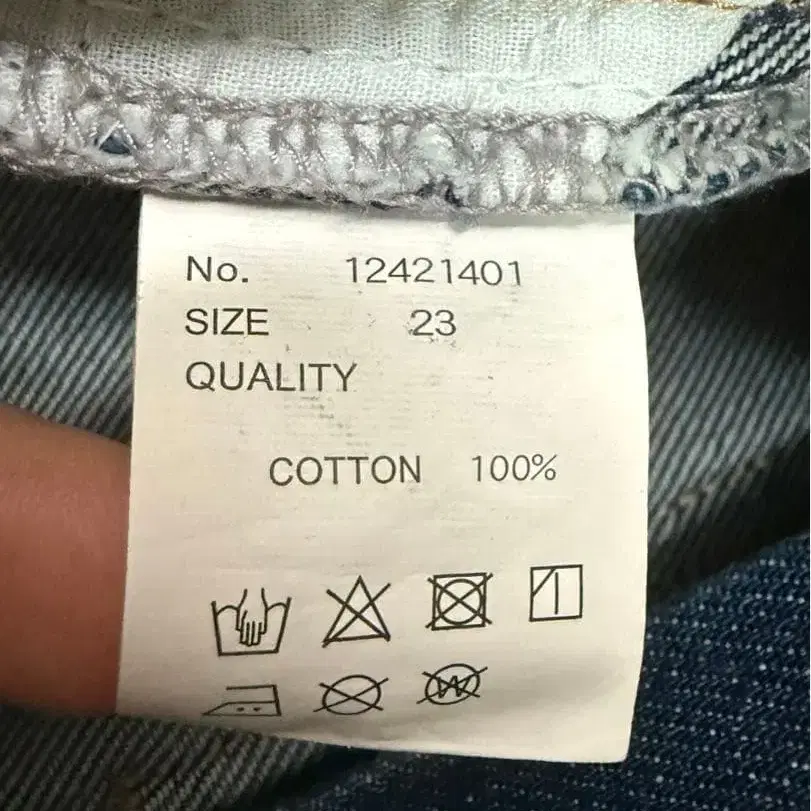 No. 12421401
SIZE 23
QUALITY
COTTON 100%